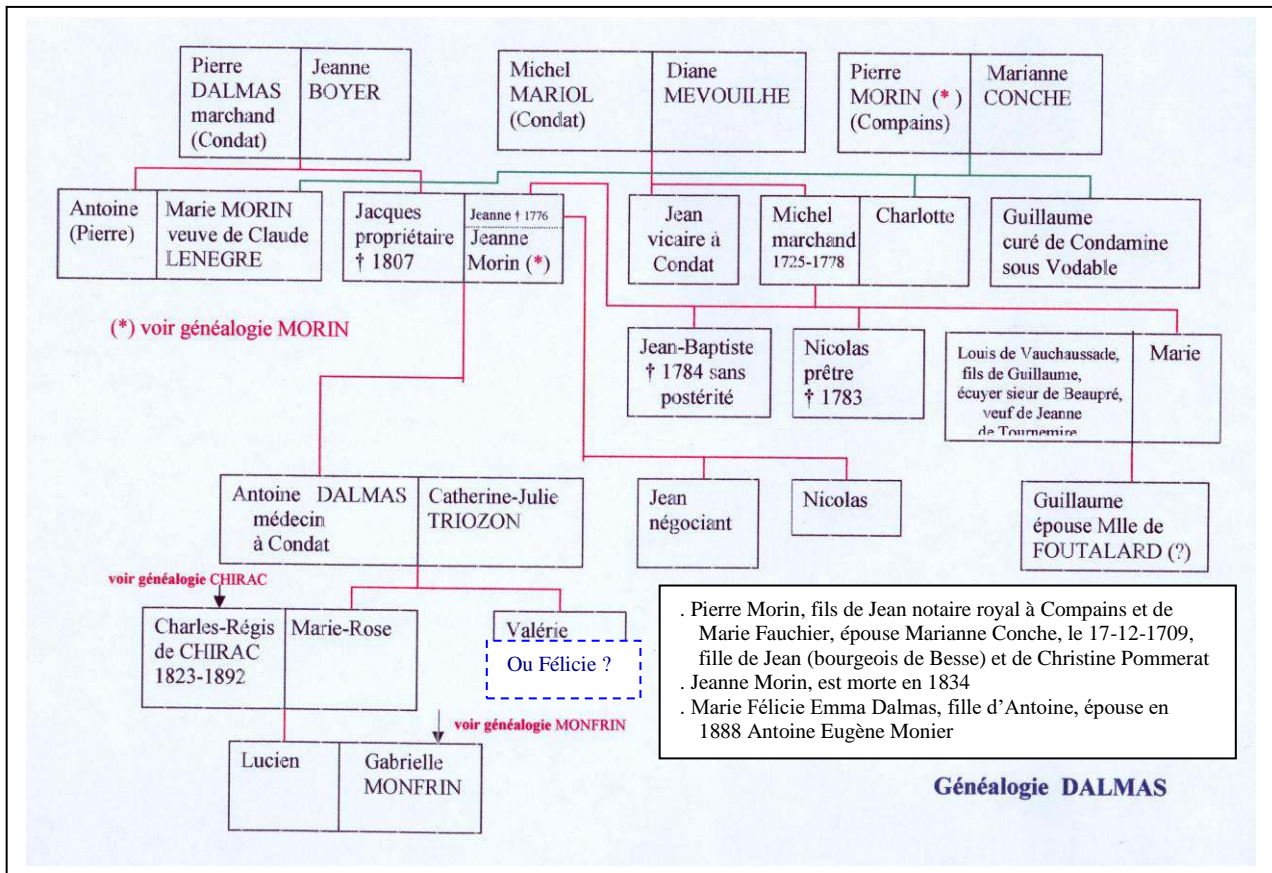 Pierre
DALMAS
marchand
(Condat)
Jeanne
BOYER
Michel
MARIOL
(Condat)
Diane
MEVOUILHE
Pierre
MORIN (*)
(Compains)
Marianne
CONCHE
Antoine
(Pierre)
Marie MORIN
veuve de Claude
LENEGRE
Jacques
propriétaire
† 1807
Jeanne † 1776
Jeanne
Morin (*)
Jean
vicaire à
Condat
Michel
marchand
1725-1778
Charlotte
Guillaume
curé de Condamine
sous Vodable
(*) voir généalogie MORIN
Jean-Baptiste
† 1784 sans
postérité
Nicolas
prêtre
† 1783
Louis de Vauchaussade,
fils de Guillaume,
écuyer sieur de Beaupré,
veuf de Jeanne
de Tournemire
Marie
Antoine DALMAS
médecin
à Condat
Catherine-Julie
TRIOZON
Jean
négociant
Nicolas
Guillaume
épouse Mlle de
FOUTALARD (?)
voir généalogie CHIRAC
Charles-Régis
de CHIRAC
1823-1892
Marie-Rose
Valérie
Ou Félicie ?
. Pierre Morin, fils de Jean notaire royal à Compains et de
Marie Fauchier, épouse Marianne Conche, le 17-12-1709,
fille de Jean (bourgeois de Besse) et de Christine Pommerat
. Jeanne Morin, est morte en 1834
. Marie Félicie Emma Dalmas, fille d’Antoine, épouse en
1888 Antoine Eugène Monier
voir généalogie MONFRIN
Lucien
Gabrielle
MONFRIN
Généalogie DALMAS